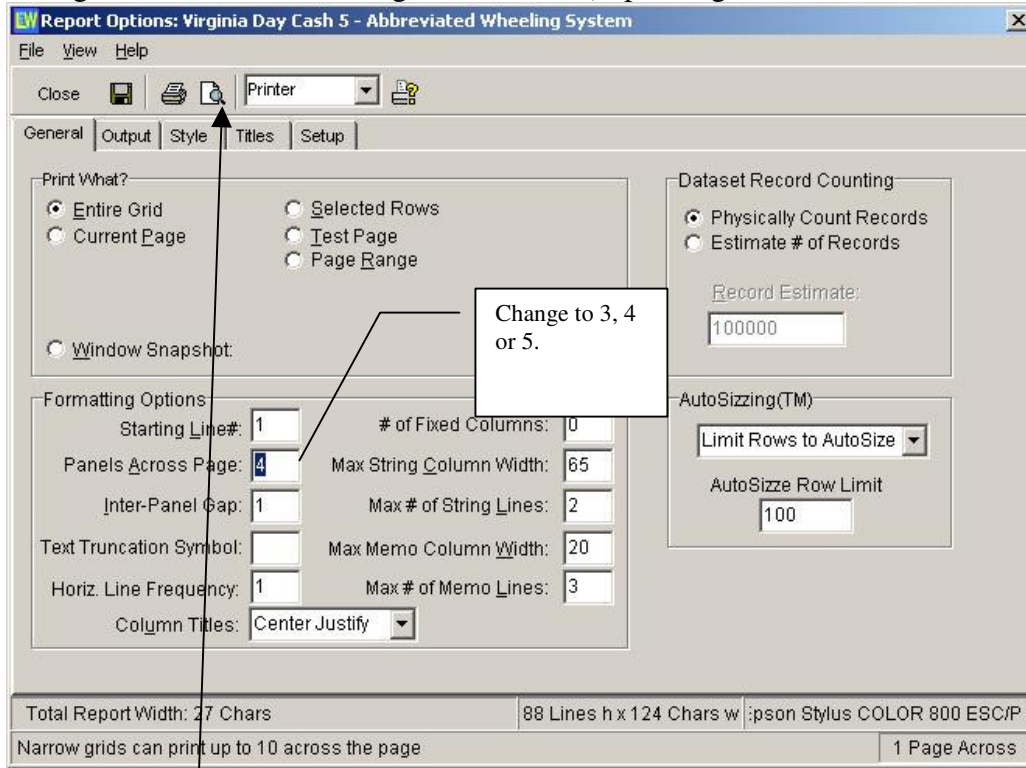 EW Report Options: Virginia Day Cash 5 - Abbreviated Wheeling System
File View Help
Close Printer
General Output Style Titles Setup
Print What?
Entire Grid
Current Page
Selected Rows
Test Page
Page Range
Window Snapshot:
Dataset Record Counting
Physically Count Records
Estimate # of Records
Record Estimate:
100000
Change to 3, 4
or 5.
Formatting Options
Starting Line#: 1
Panels Across Page: 4
Inter-Panel Gap: 1
Text Truncation Symbol:
Horiz. Line Frequency: 1
Column Titles: Center Justify
# of Fixed Columns: 0
Max String Column Width: 65
Max # of String Lines: 2
Max Memo Column Width: 20
Max # of Memo Lines: 3
AutoSizzing(TM)
Limit Rows to AutoSize
AutoSizze Row Limit
100
Total Report Width: 27 Chars 88 Lines h x 124 Chars w :pson Stylus COLOR 800 ESC/P
Narrow grids can print up to 10 across the page 1 Page Across